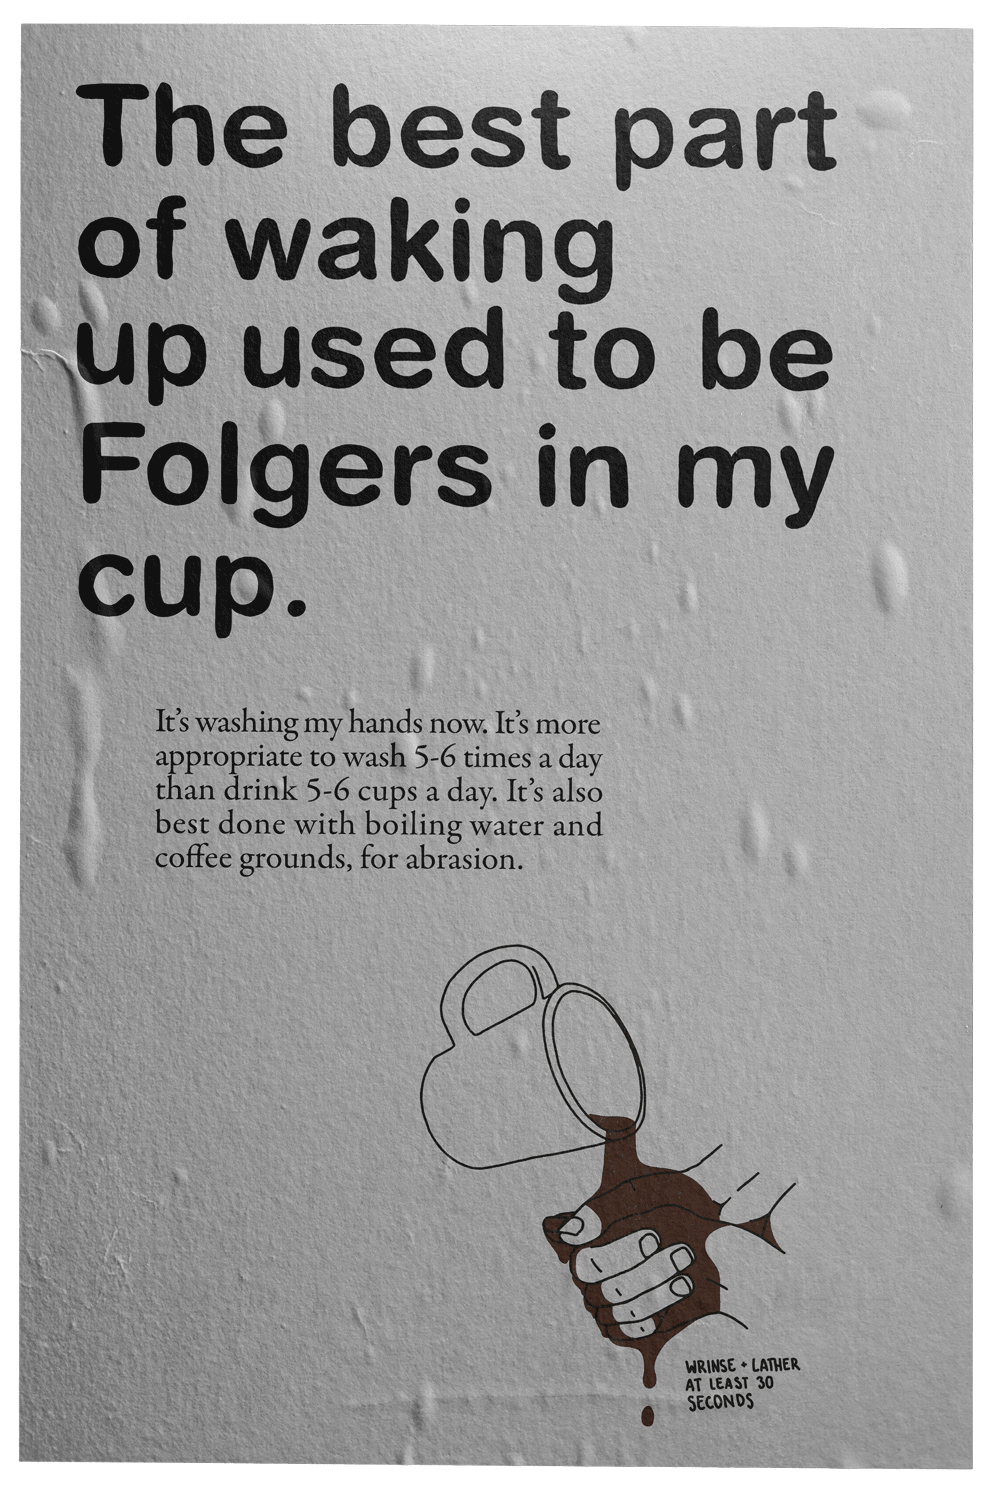 The best part
of waking
up used to be
Folgers in my
cup.
It's washing my hands now. It's more
appropriate to wash 5-6 times a day
than drink 5-6 cups a day. It's also
best done with boiling water and
coffee grounds, for abrasion.
WRINSE + LATHER
AT LEAST 30
SECONDS